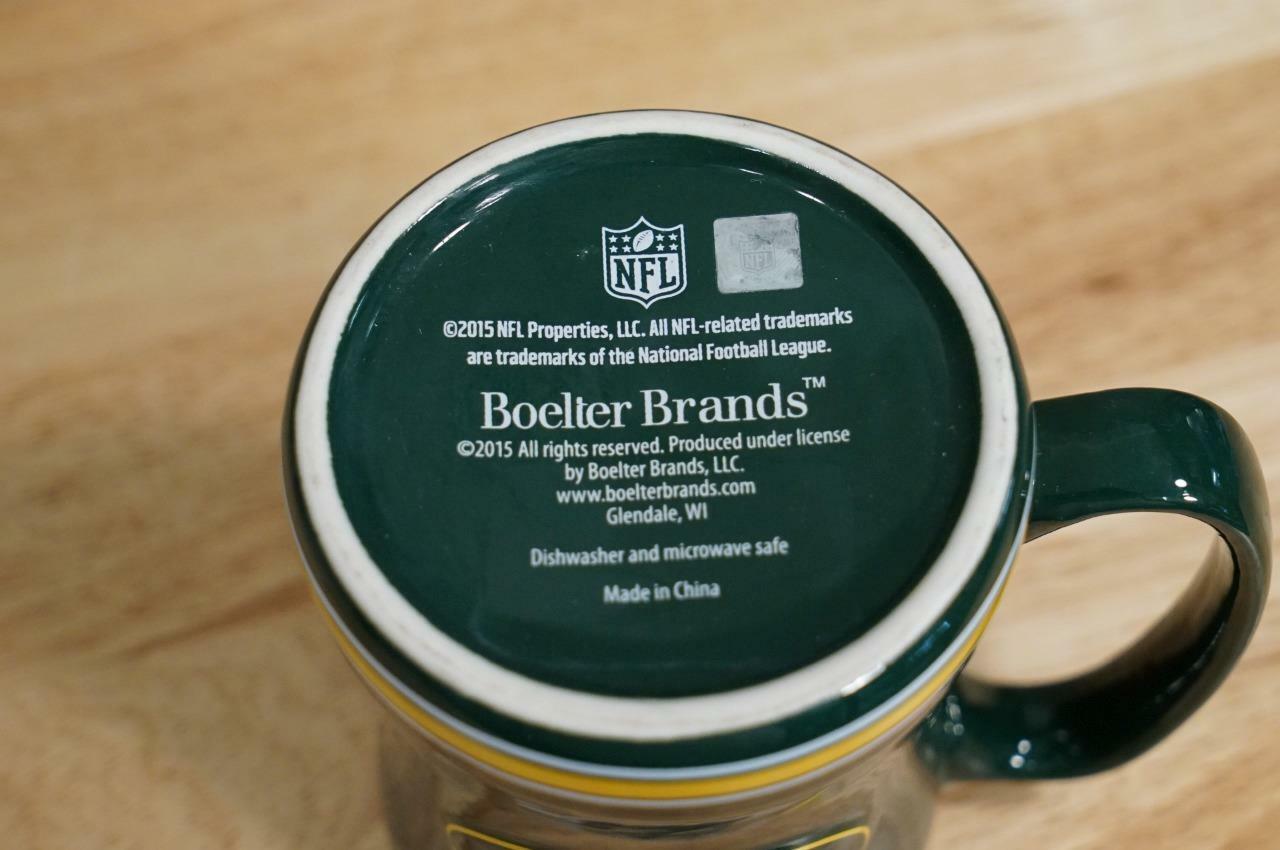 NFL
NFL
©2015 NFL Properties, LLC. All NFL-related trademarks
are trademarks of the National Football League.
Boelter Brands™
©2015 All rights reserved. Produced under license
by Boelter Brands, LLC.
www.boelterbrands.com
Glendale, WI
Dishwasher and microwave safe
Made in China